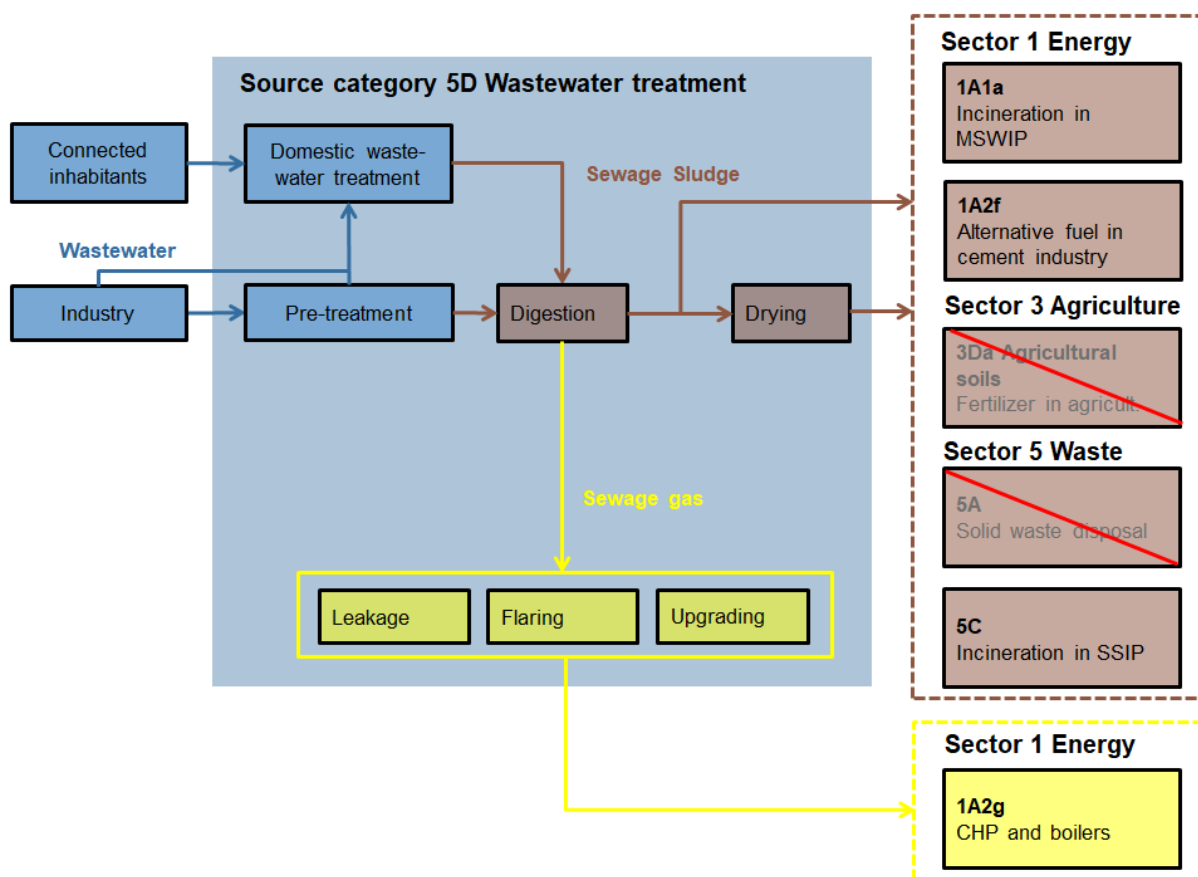 Source category 5D Wastewater treatment
Connected
inhabitants
Domestic waste-
water treatment
Sewage Sludge
Wastewater
Industry
Pre-treatment
Digestion
Drying
Sewage gas
Leakage
Flaring
Upgrading
Sector 1 Energy
1A1a
Incineration in
MSWIP
1A2f
Alternative fuel in
cement industry
Sector 3 Agriculture
3Da Agricultural
soils
Fertilizer in agricult.
Sector 5 Waste
5A
Solid waste disposal
5C
Incineration in SSIP
Sector 1 Energy
1A2g
CHP and boilers